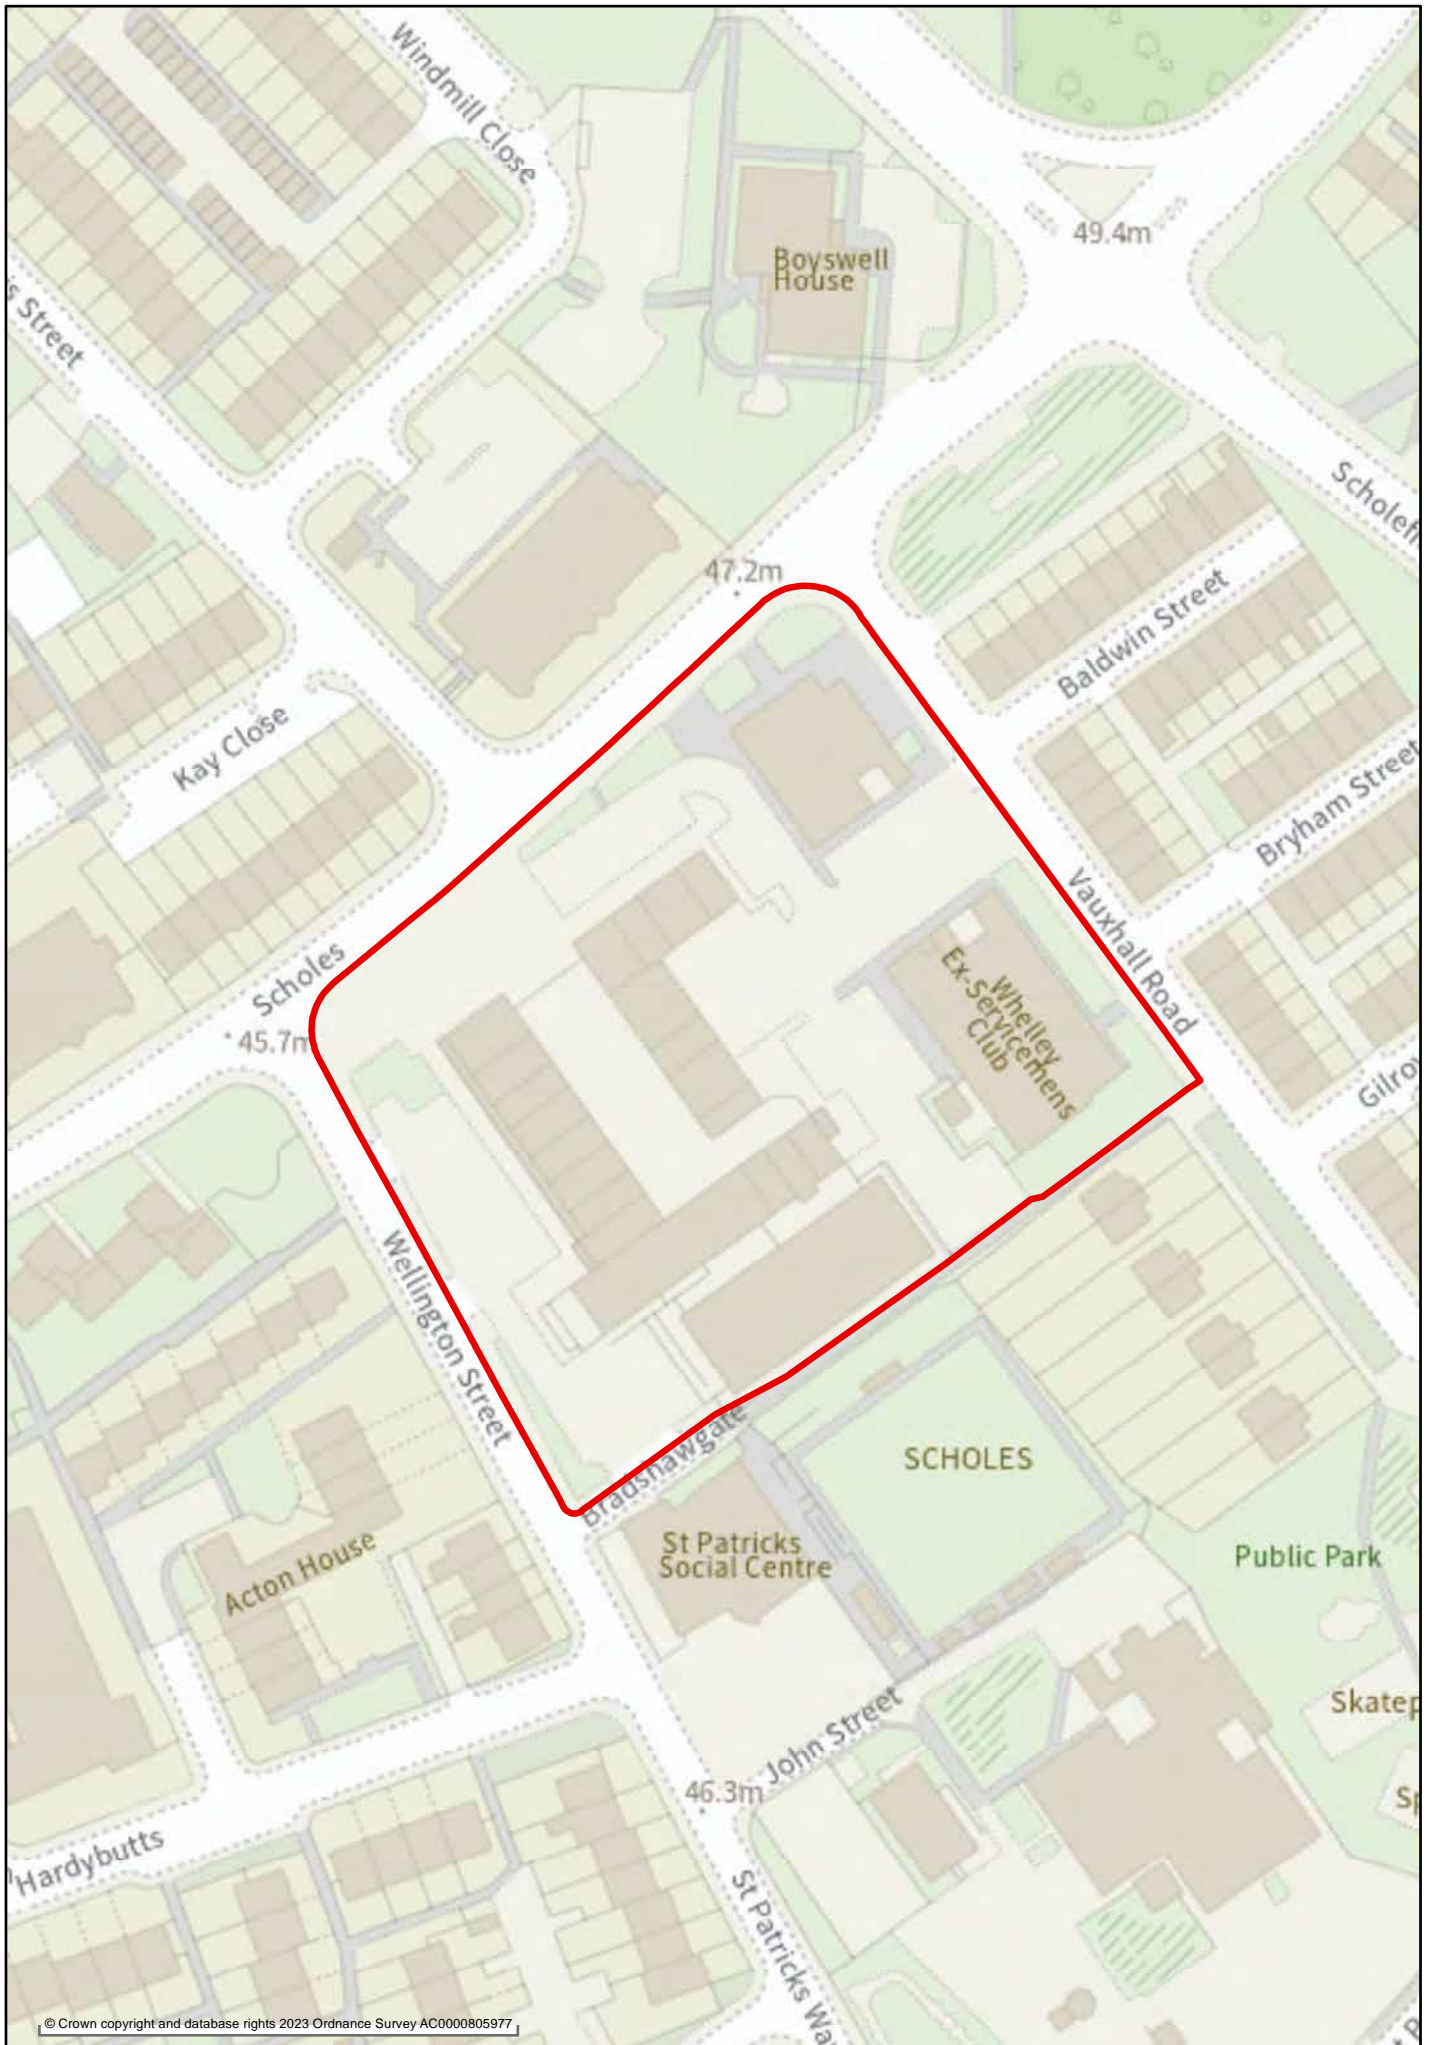 Windmill Close
49.4m
Boyswell
House
s Street
Scholef
47.2m
Baldwin Street
Kay Close
Bryham Street
Vauxhall Road
Scholes
45.7m
Whelley
Ex-Servicemens
Club
Gilro
Wellington Street
Bradshawgate
SCHOLES
St Patricks
Social Centre
Public Park
Acton House
Skatep
John Street
46.3m
Sp
Hardybutts
St Patricks Wa
© Crown copyright and database rights 2023 Ordnance Survey AC0000805977